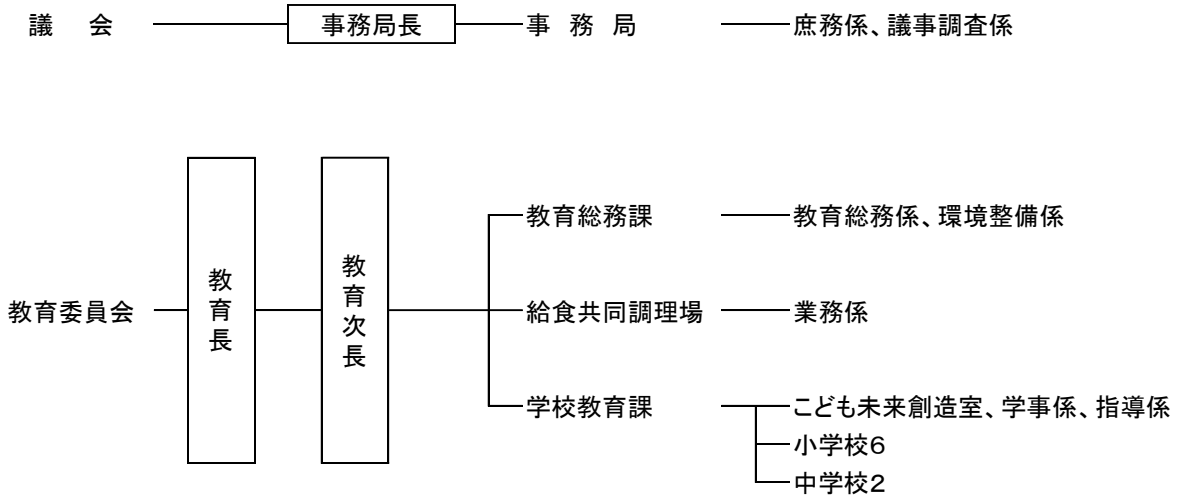 議 会 事務局長 事 務 局 庶務係、議事調査係
教育委員会
教育長
教育次長
教育総務課 教育総務係、環境整備係
給食共同調理場 業務係
学校教育課 こども未来創造室、学事係、指導係
小学校6
中学校2